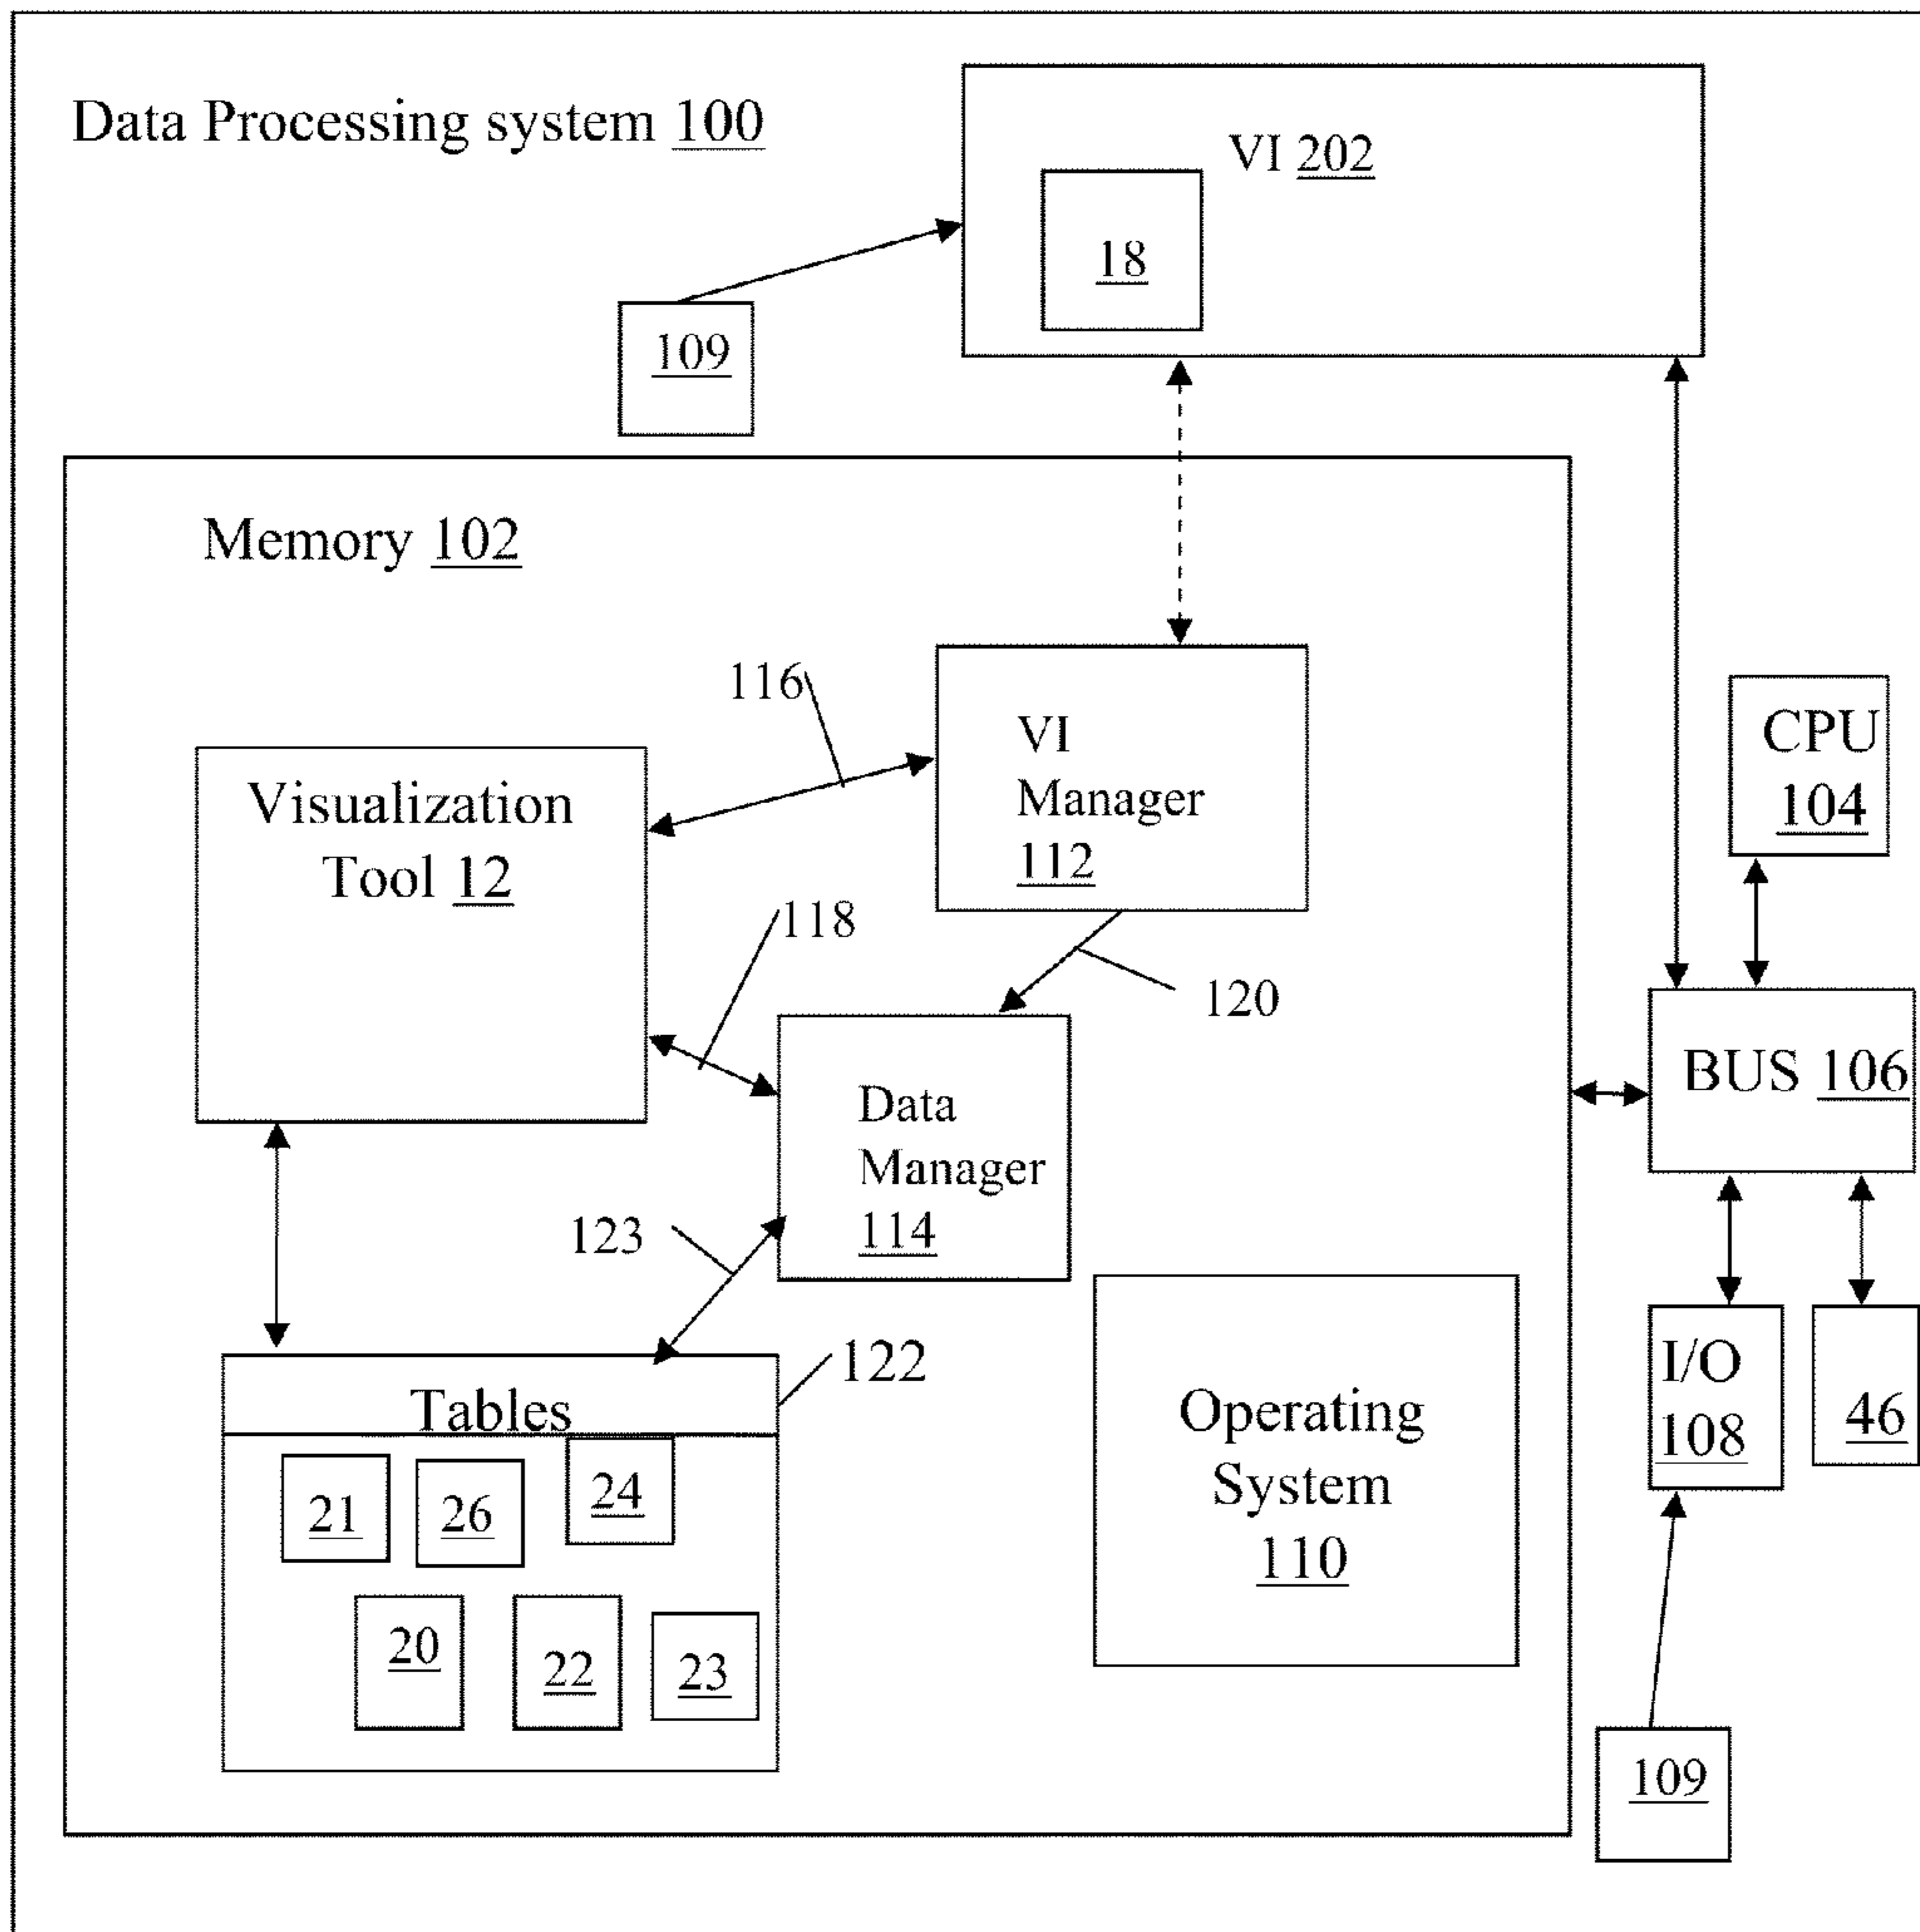 Data Processing system 100
VI 202
18
109
Memory 102
116
VI
Manager
112
CPU
104
Visualization
Tool 12
118
120
BUS 106
Data
Manager
114
123
122
Tables
I/O
108
46
Operating
System
110
21
26
24
20
22
23
109